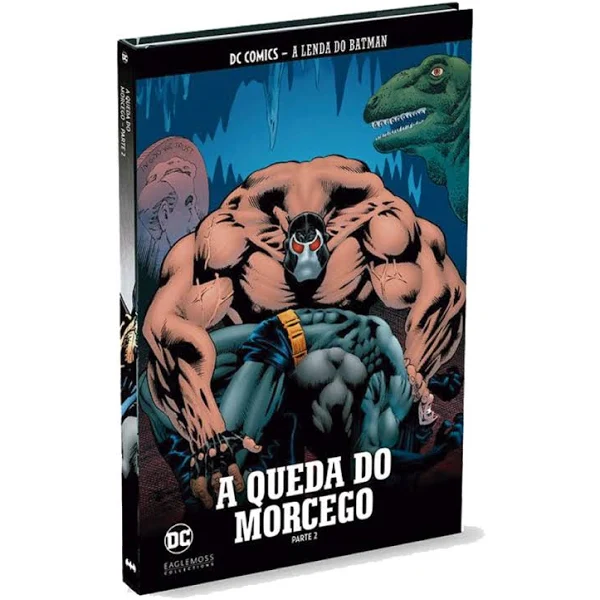 DC COMICS – A LENDA DO BATMAN
A QUEDA DO
MORCEGO – PARTE 2
A QUEDA DO
MORCEGO
PARTE 2
DC
EAGLEMOSS
COLLECTIONS